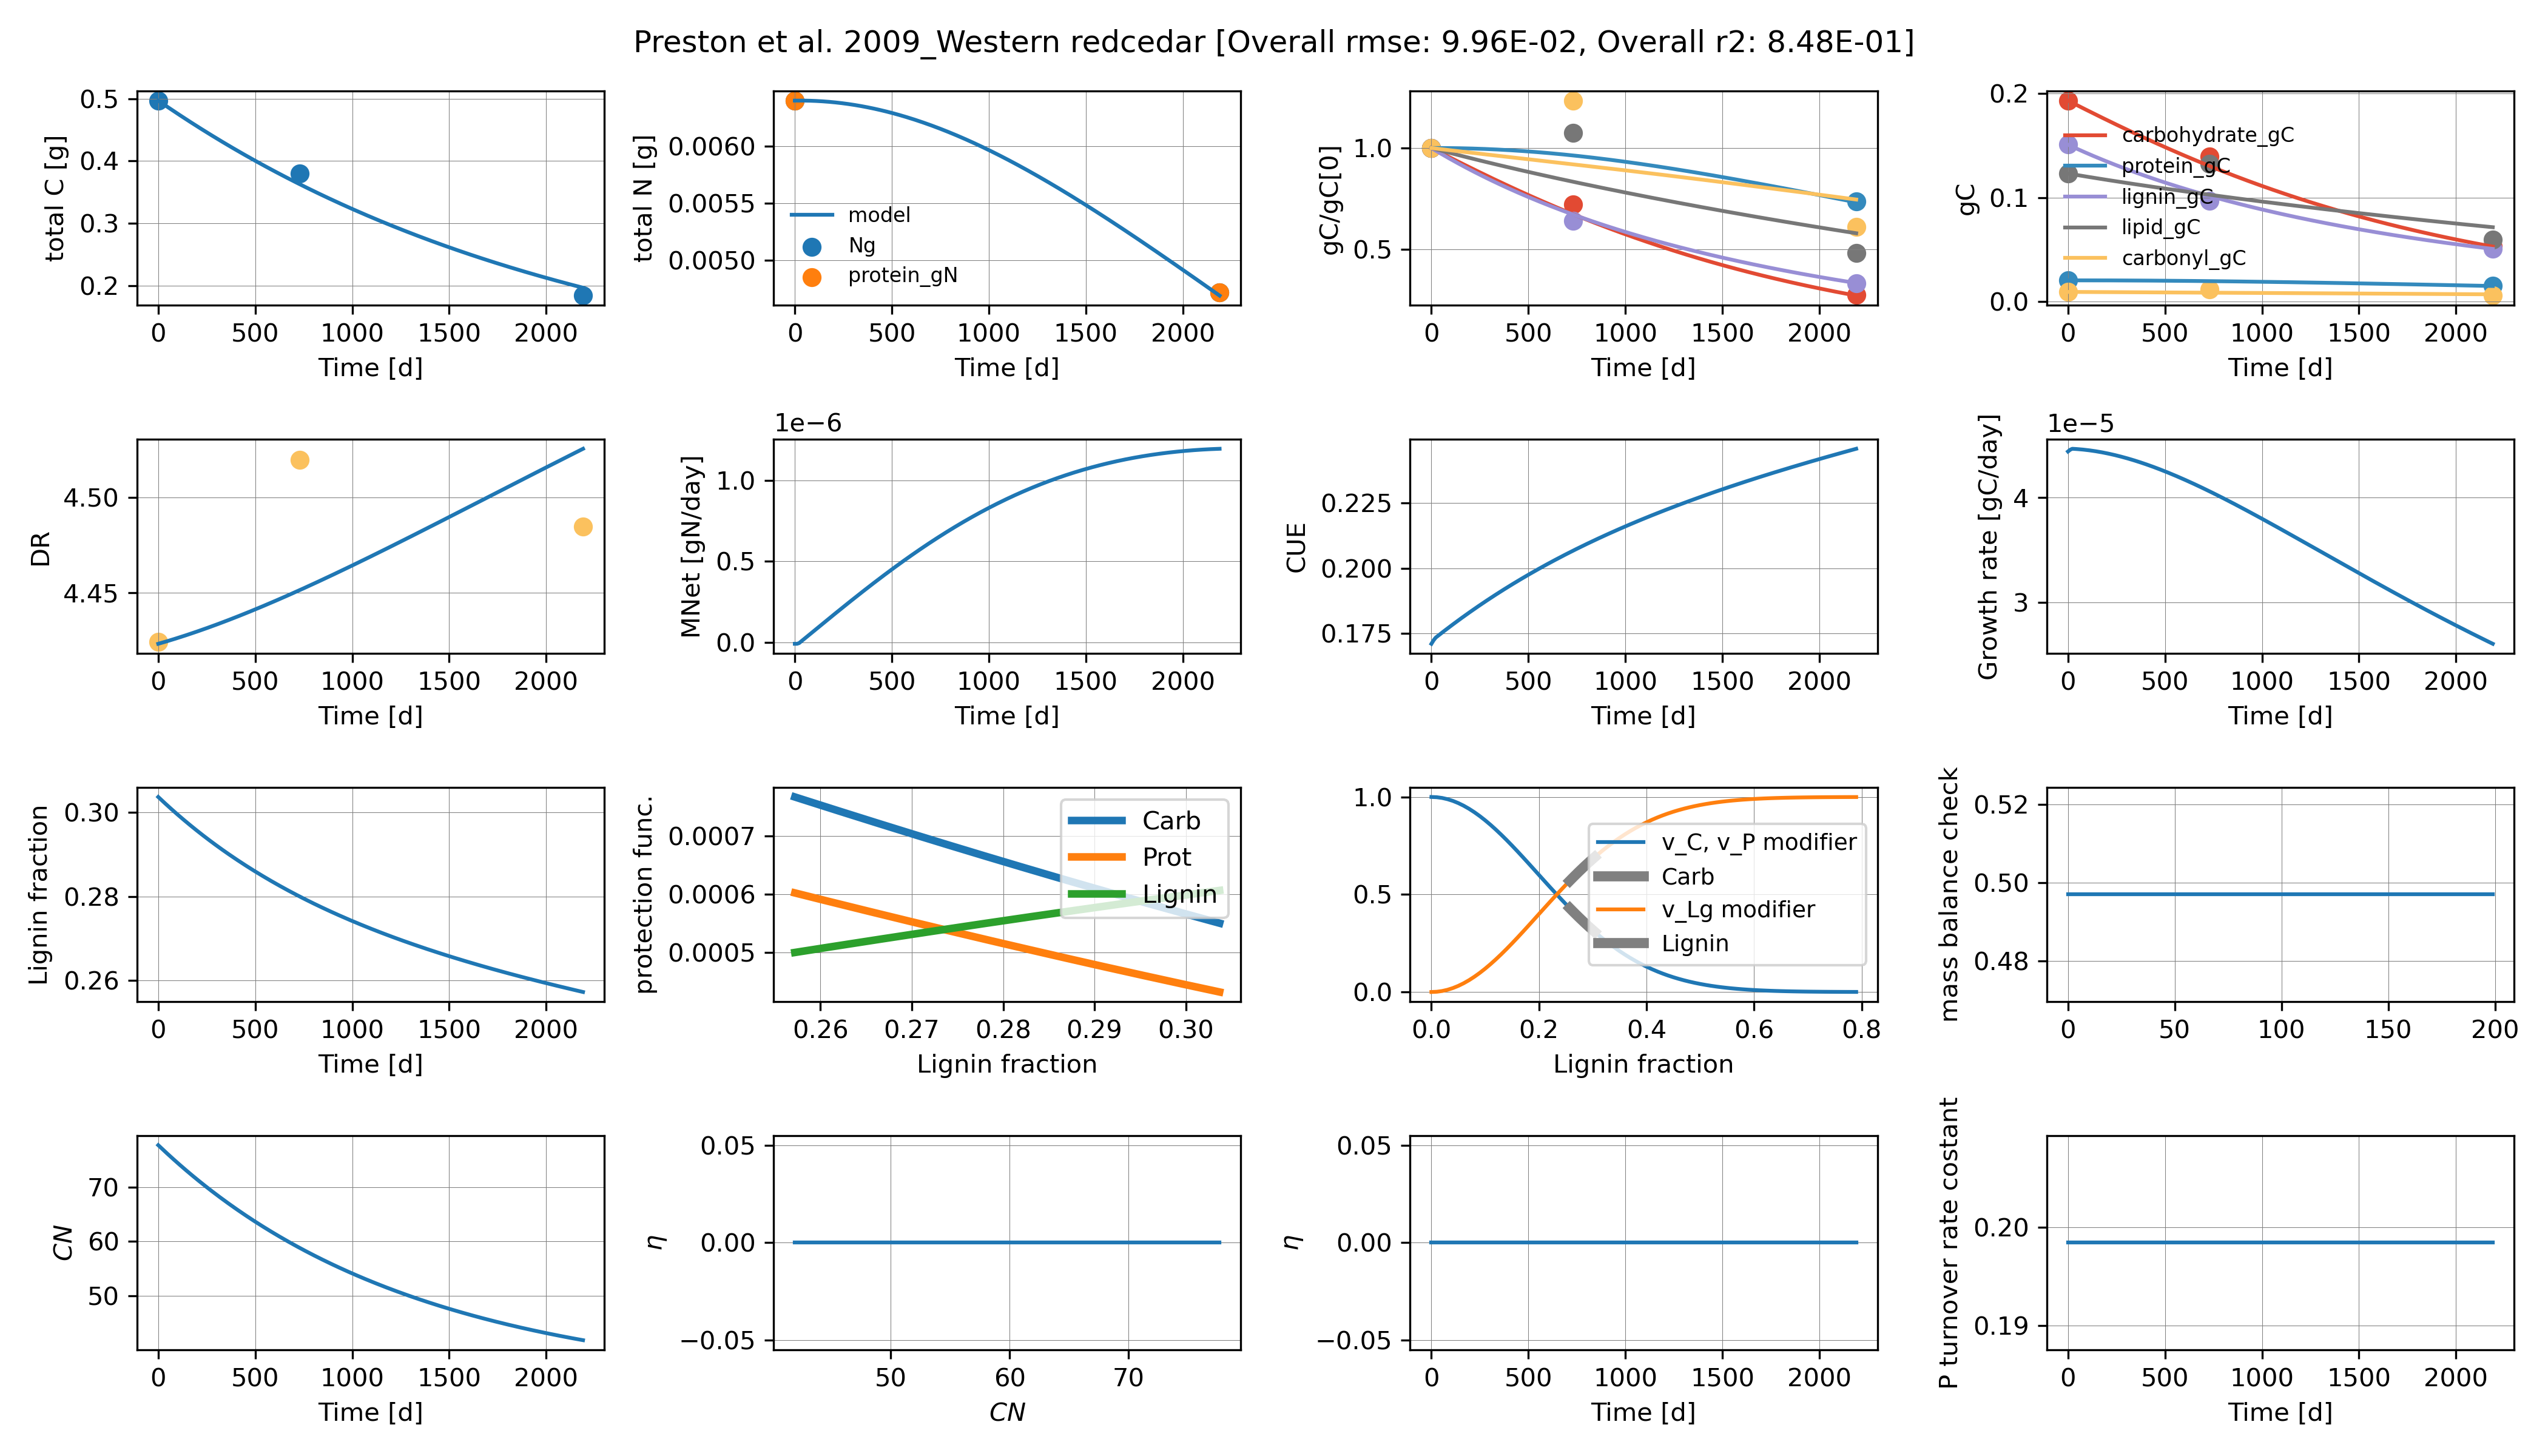 Preston et al. 2009_Western redcedar [Overall rmse: 9.96E-02, Overall r2: 8.48E-01]
total C [g]
0.5
0.4
0.3
0.2
0 500 1000 1500 2000
Time [d]
total N [g]
0.0060
0.0055
0.0050
model
Ng
protein_gN
0 500 1000 1500 2000
Time [d]
gC/gC[0]
1.0
0.5
0 500 1000 1500 2000
Time [d]
gC
0.2
0.1
0.0
carbohydrate_gC
protein_gC
lignin_gC
lipid_gC
carbonyl_gC
0 500 1000 1500 2000
Time [d]
DR
4.50
4.45
0 500 1000 1500 2000
Time [d]
1e−6
MNet [gN/day]
1.0
0.5
0.0
0 500 1000 1500 2000
Time [d]
CUE
0.225
0.200
0.175
0 500 1000 1500 2000
Time [d]
1e−5
Growth rate [gC/day]
4
3
0 500 1000 1500 2000
Time [d]
Lignin fraction
0.30
0.28
0.26
0 500 1000 1500 2000
Time [d]
protection func.
0.0007
0.0006
0.0005
Carb
Prot
Lignin
0.26 0.27 0.28 0.29 0.30
Lignin fraction
1.0
0.5
0.0
v_C, v_P modifier
Carb
v_Lg modifier
Lignin
0.0 0.2 0.4 0.6 0.8
Lignin fraction
mass balance check
0.52
0.50
0.48
0 50 100 150 200
CN
70
60
50
0 500 1000 1500 2000
Time [d]
η
0.05
0.00
−0.05
50 60 70
CN
η
0.05
0.00
−0.05
0 500 1000 1500 2000
Time [d]
P turnover rate costant
0.20
0.19
0 500 1000 1500 2000
Time [d]